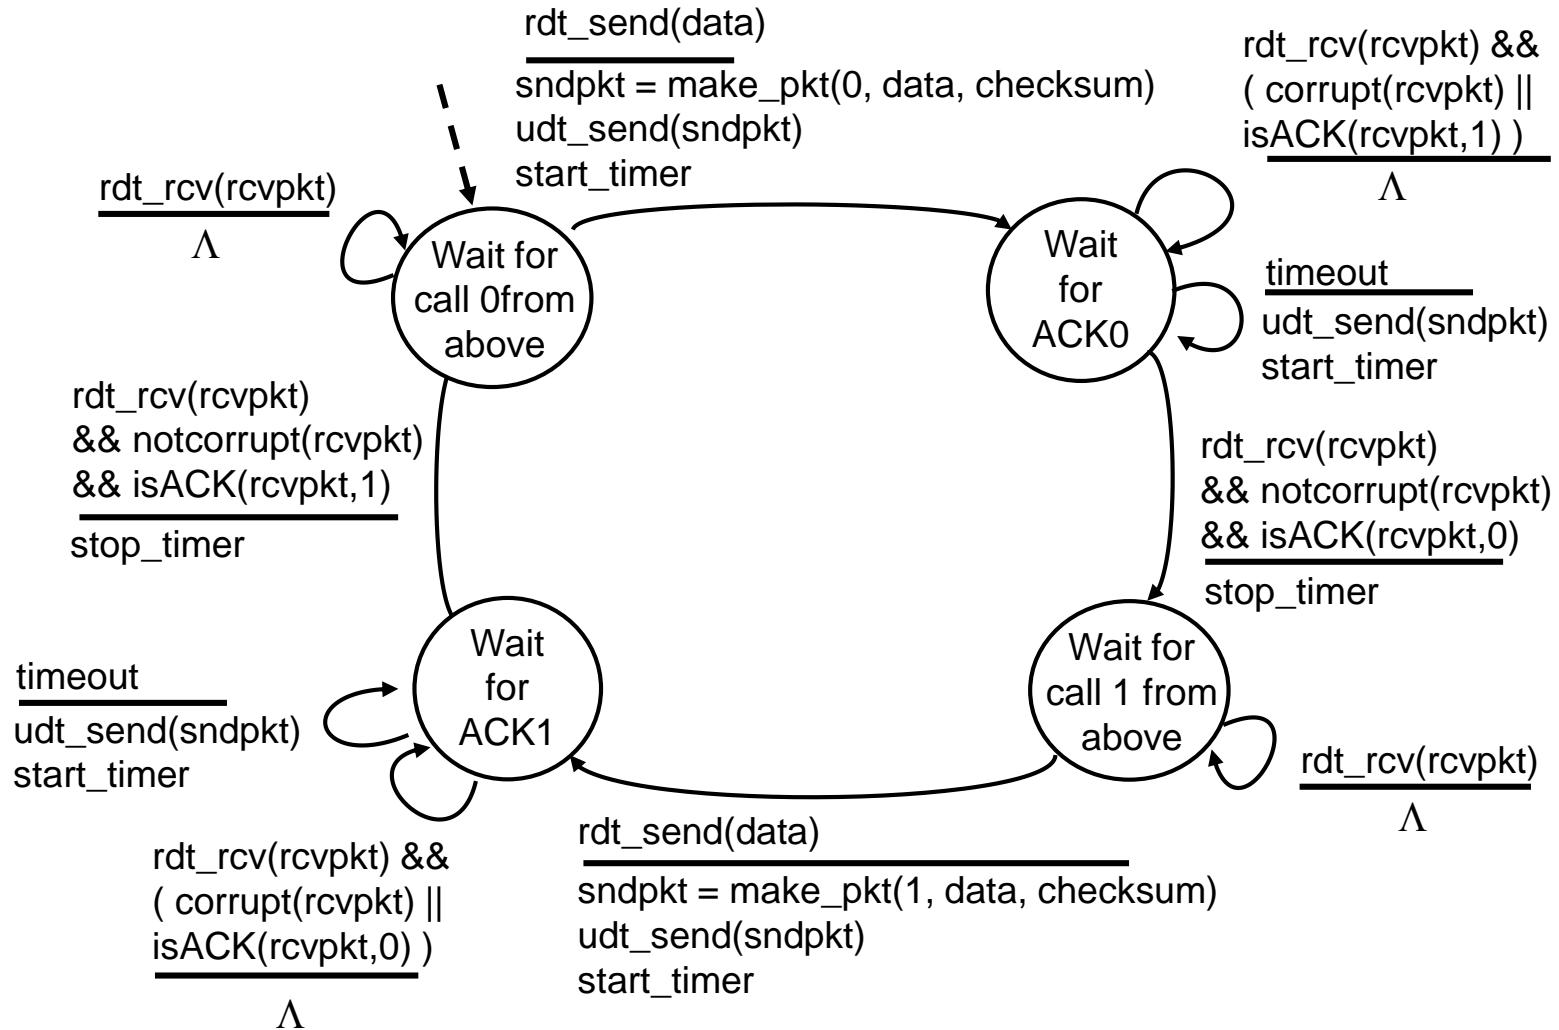 rdt_send(data)
sndpkt = make_pkt(0, data, checksum)
udt_send(sndpkt)
start_timer
rdt_rcv(rcvpkt) &&
( corrupt(rcvpkt) ||
isACK(rcvpkt,1) )
Λ
rdt_rcv(rcvpkt)
Λ
Wait for
call 0from
above
Wait
for
ACK0
timeout
udt_send(sndpkt)
start_timer
rdt_rcv(rcvpkt)
&& notcorrupt(rcvpkt)
&& isACK(rcvpkt,1)
stop_timer
rdt_rcv(rcvpkt)
&& notcorrupt(rcvpkt)
&& isACK(rcvpkt,0)
stop_timer
Wait
for
ACK1
Wait for
call 1 from
above
timeout
udt_send(sndpkt)
start_timer
rdt_rcv(rcvpkt)
Λ
rdt_rcv(rcvpkt) &&
( corrupt(rcvpkt) ||
isACK(rcvpkt,0) )
Λ
rdt_send(data)
sndpkt = make_pkt(1, data, checksum)
udt_send(sndpkt)
start_timer